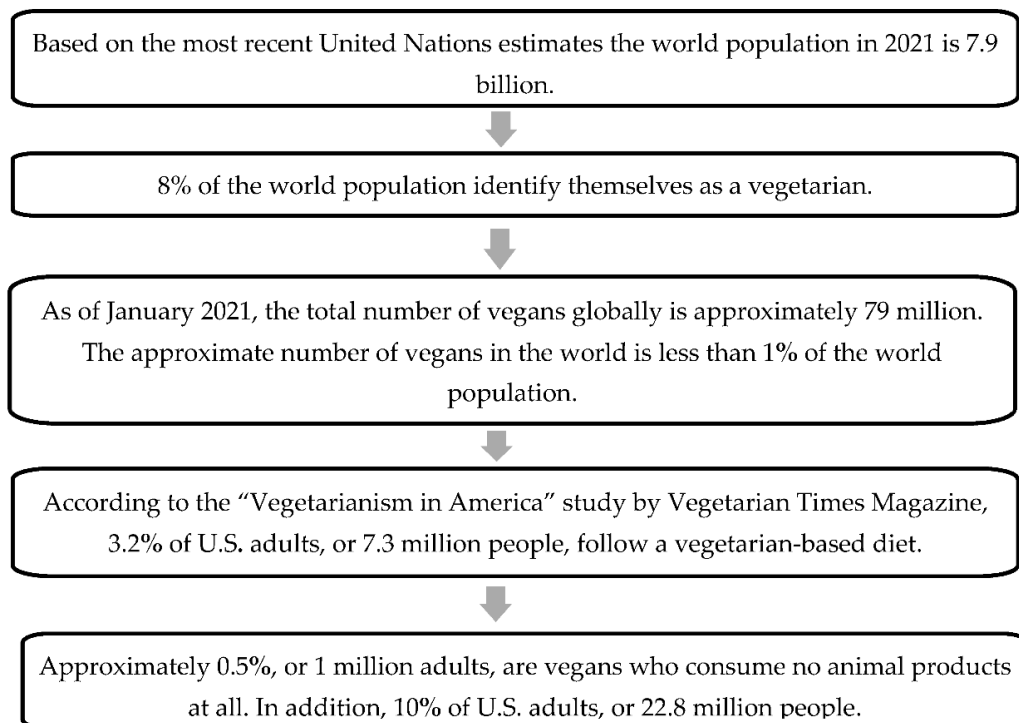 Based on the most recent United Nations estimates the world population in 2021 is 7.9
billion.
8% of the world population identify themselves as a vegetarian.
As of January 2021, the total number of vegans globally is approximately 79 million.
The approximate number of vegans in the world is less than 1% of the world
population.
According to the “Vegetarianism in America” study by Vegetarian Times Magazine,
3.2% of U.S. adults, or 7.3 million people, follow a vegetarian-based diet.
Approximately 0.5%, or 1 million adults, are vegans who consume no animal products
at all. In addition, 10% of U.S. adults, or 22.8 million people.